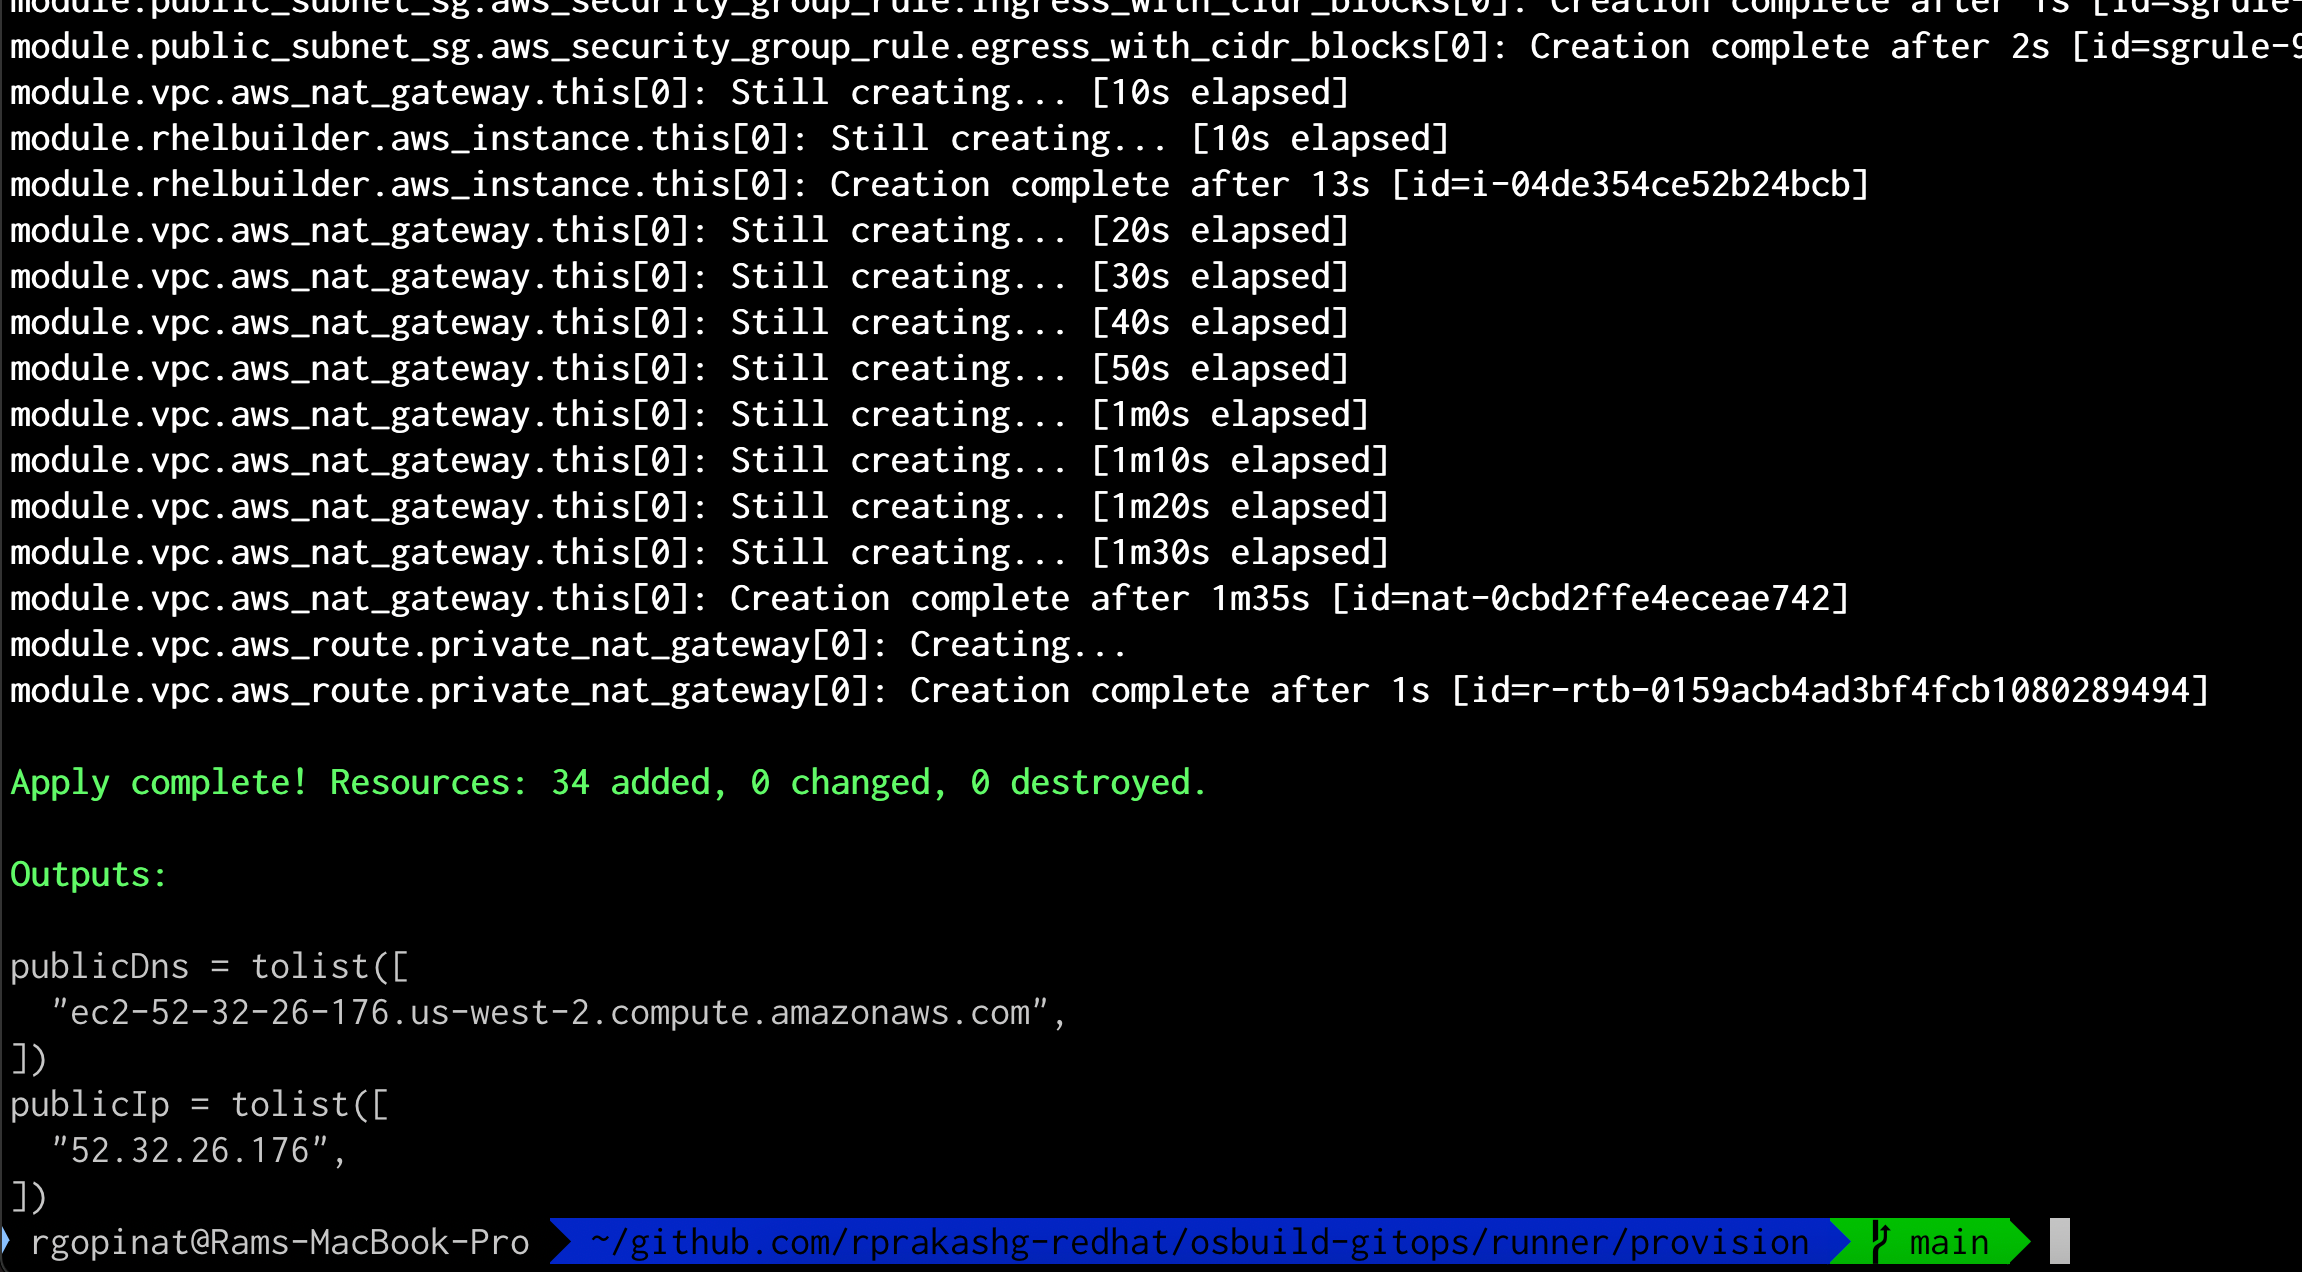 module.public_subnet_sg.aws_security_group_rule.ingress_with_cidr_blocks[0]: Creation complete after 1s [id=sgrule-
module.public_subnet_sg.aws_security_group_rule.egress_with_cidr_blocks[0]: Creation complete after 2s [id=sgrule-9
module.vpc.aws_nat_gateway.this[0]: Still creating... [10s elapsed]
module.rhelbuilder.aws_instance.this[0]: Still creating... [10s elapsed]
module.rhelbuilder.aws_instance.this[0]: Creation complete after 13s [id=i-04de354ce52b24bcb]
module.vpc.aws_nat_gateway.this[0]: Still creating... [20s elapsed]
module.vpc.aws_nat_gateway.this[0]: Still creating... [30s elapsed]
module.vpc.aws_nat_gateway.this[0]: Still creating... [40s elapsed]
module.vpc.aws_nat_gateway.this[0]: Still creating... [50s elapsed]
module.vpc.aws_nat_gateway.this[0]: Still creating... [1m0s elapsed]
module.vpc.aws_nat_gateway.this[0]: Still creating... [1m10s elapsed]
module.vpc.aws_nat_gateway.this[0]: Still creating... [1m20s elapsed]
module.vpc.aws_nat_gateway.this[0]: Still creating... [1m30s elapsed]
module.vpc.aws_nat_gateway.this[0]: Creation complete after 1m35s [id=nat-0cbd2ffe4eceae742]
module.vpc.aws_route.private_nat_gateway[0]: Creating...
module.vpc.aws_route.private_nat_gateway[0]: Creation complete after 1s [id=r-rtb-0159acb4ad3bf4fcb1080289494]
Apply complete! Resources: 34 added, 0 changed, 0 destroyed.
Outputs:
publicDns = tolist([
"ec2-52-32-26-176.us-west-2.compute.amazonaws.com",
])
publicIp = tolist([
"52.32.26.176",
])
rgopinat@Rams-MacBook-Pro ~/github.com/rprakashg-redhat/osbuild-gitops/runner/provision main